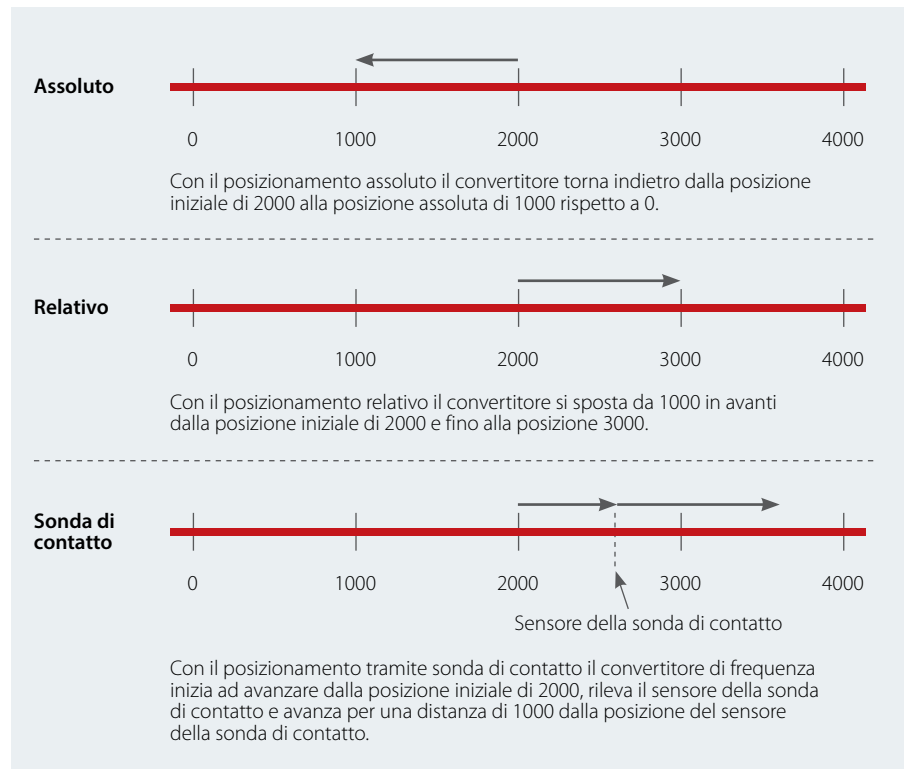 Assoluto
0 1000 2000 3000 4000
Con il posizionamento assoluto il convertitore torna indietro dalla posizione
iniziale di 2000 alla posizione assoluta di 1000 rispetto a 0.
Relativo
0 1000 2000 3000 4000
Con il posizionamento relativo il convertitore si sposta da 1000 in avanti
dalla posizione iniziale di 2000 e fino alla posizione 3000.
Sonda di
contatto
0 1000 2000 3000 4000
Sensore della sonda di contatto
Con il posizionamento tramite sonda di contatto il convertitore di frequenza
inizia ad avanzare dalla posizione iniziale di 2000, rileva il sensore della sonda
di contatto e avanza per una distanza di 1000 dalla posizione del sensore
della sonda di contatto.